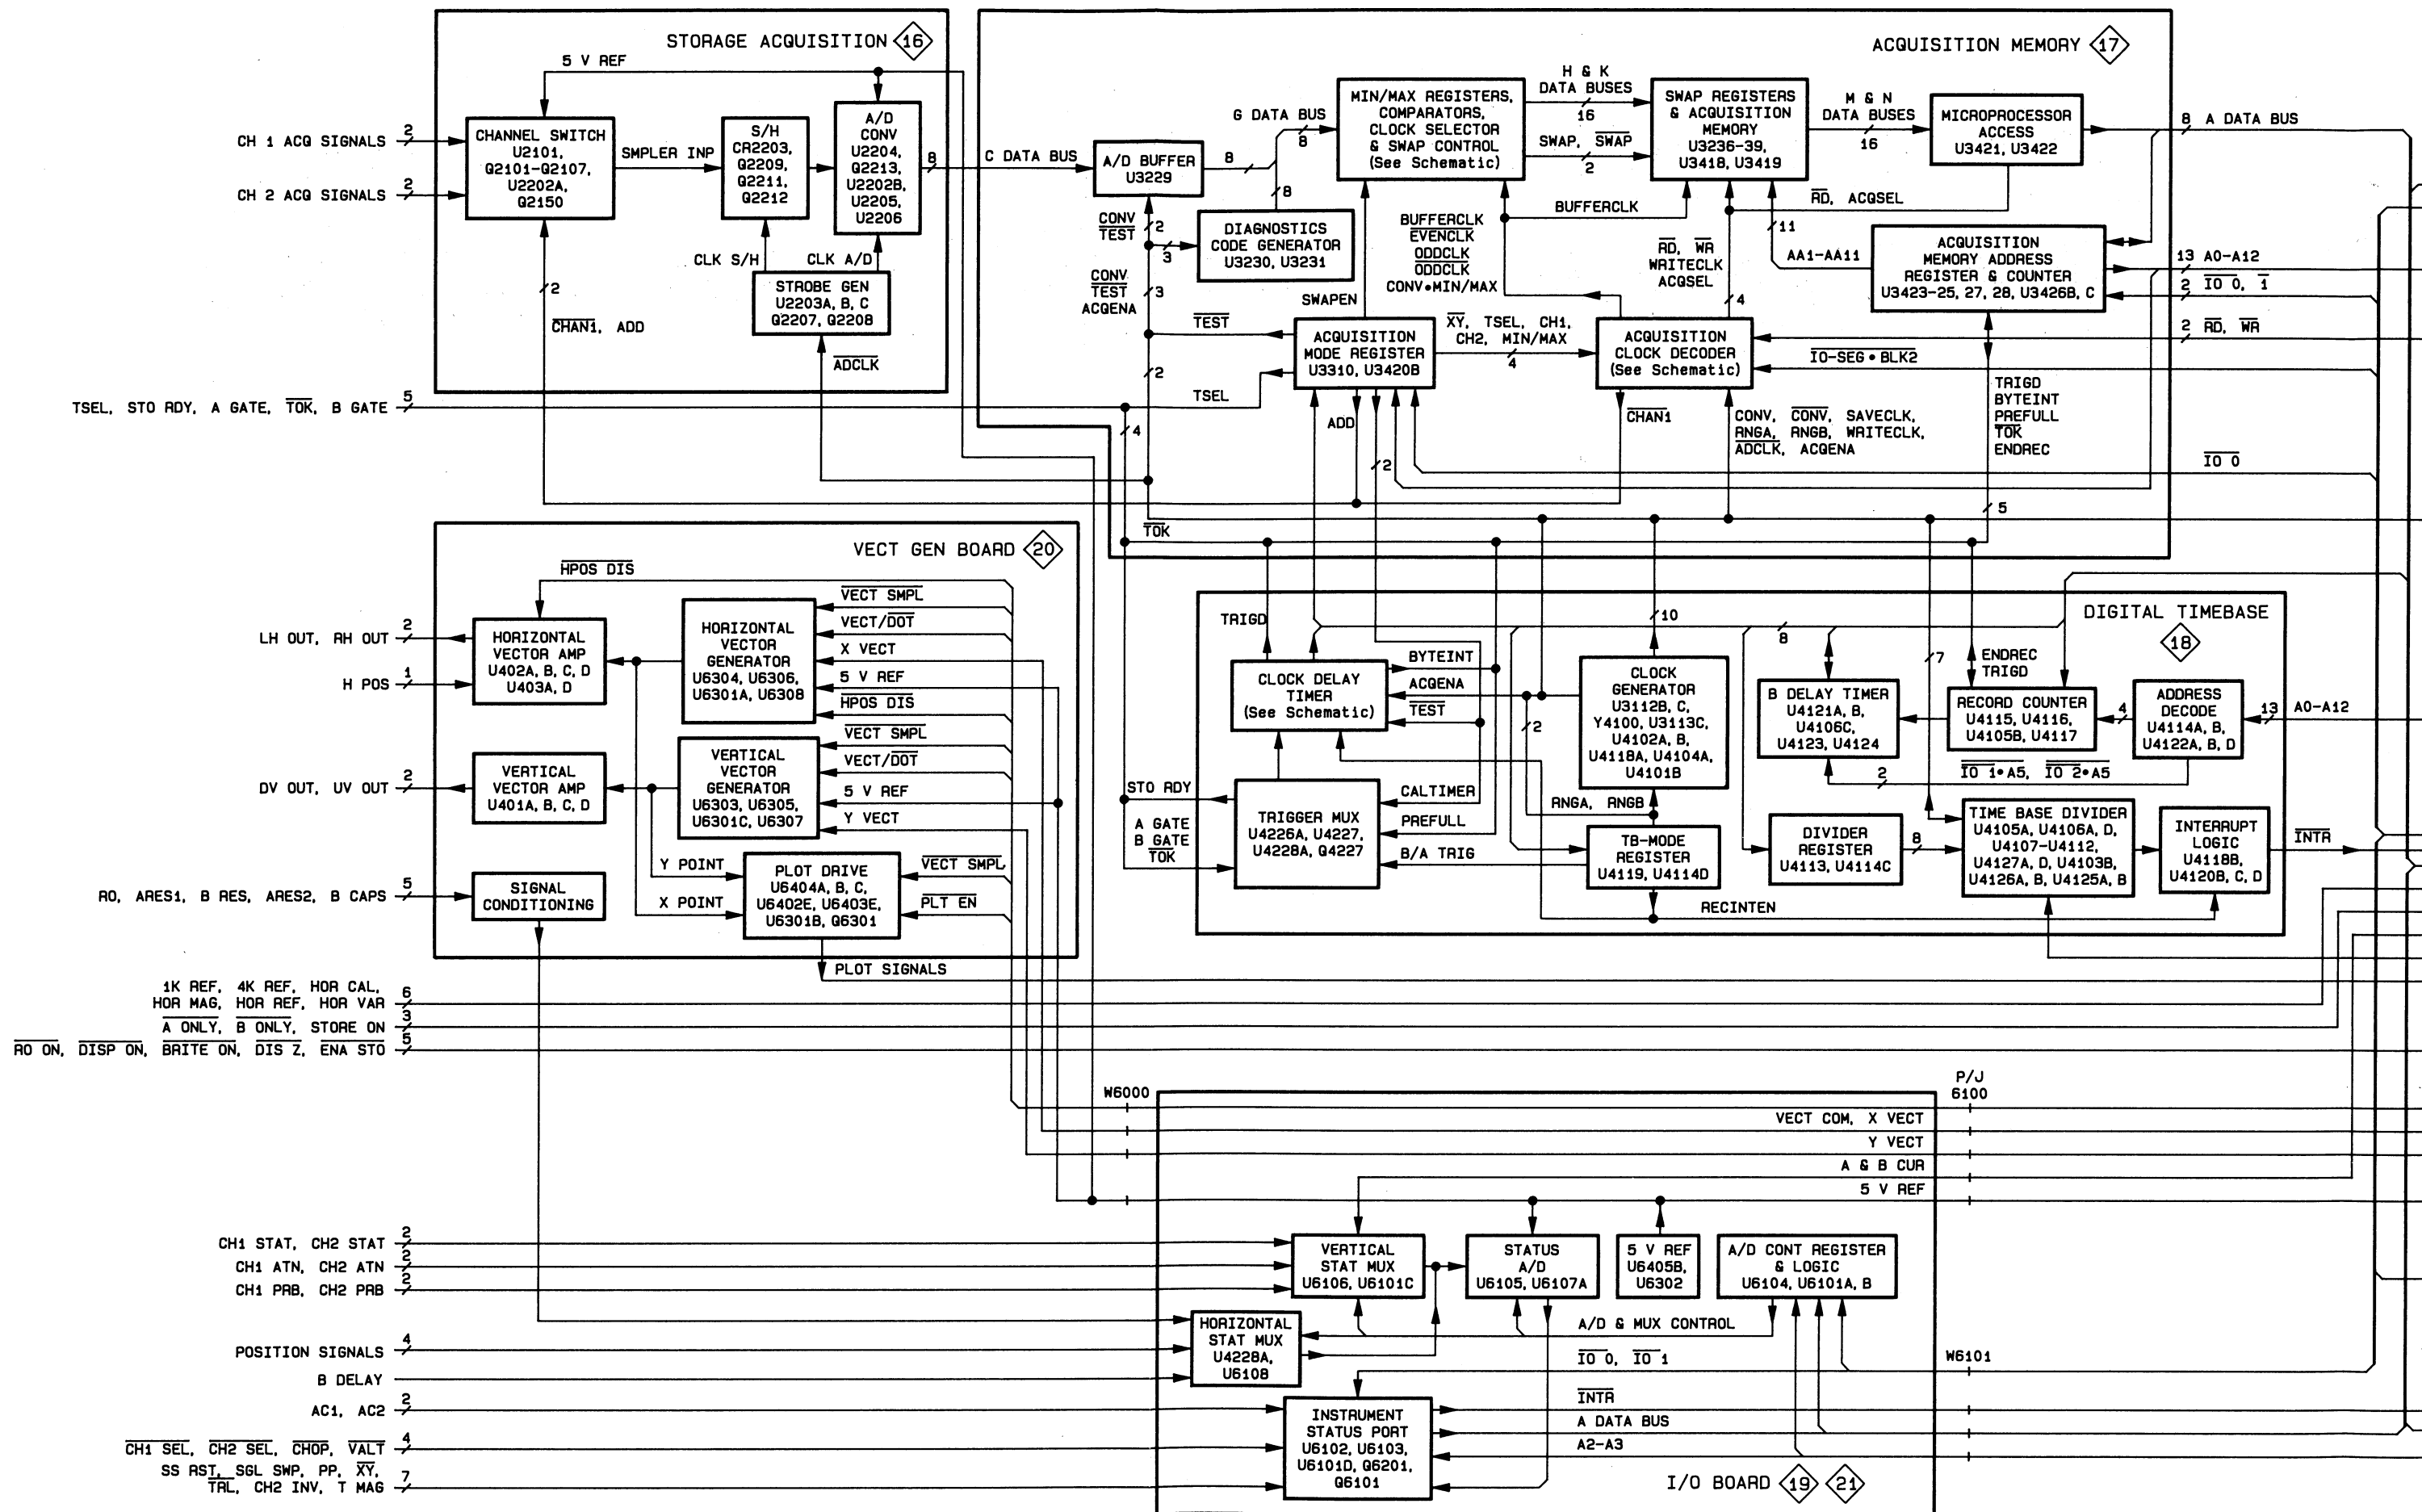 STORAGE ACQUISITION 16
5 V REF
CH 1 ACQ SIGNALS 2
CH 2 ACQ SIGNALS 2
CHANNEL SWITCH
U2101,
Q2101-Q2107,
U2202A,
Q2150
SMPLER INP
S/H
CR2203,
Q2209,
Q2211,
Q2212
A/D
CONV
U2204,
Q2213,
U2202B,
U2205,
U2206
8
CLK S/H
CLK A/D
STROBE GEN
U2203A, B, C
Q2207, Q2208
2
CHAN1, ADD
ADCLK
TSEL, STO RDY, A GATE, TOK, B GATE 5
ACQUISITION MEMORY 17
C DATA BUS
A/D BUFFER
U3229
8
G DATA BUS
8
8
DIAGNOSTICS
CODE GENERATOR
U3230, U3231
CONV
TEST
2
3
CONV
TEST
ACQENA
3
MIN/MAX REGISTERS,
COMPARATORS,
CLOCK SELECTOR
& SWAP CONTROL
(See Schematic)
H & K
DATA BUSES
16
SWAP, SWAP
2
SWAP REGISTERS
& ACQUISITION
MEMORY
U3236-39,
U3418, U3419
M & N
DATA BUSES
16
MICROPROCESSOR
ACCESS
U3421, U3422
8 A DATA BUS
BUFFERCLK
RD, ACQSEL
11
AA1-AA11
ACQUISITION
MEMORY ADDRESS
REGISTER & COUNTER
U3423-25, 27, 28, U3426B, C
13 A0-A12
2 IO 0, 1
2 RD, WR
BUFFERCLK
EVENCLK
ODDCLK
ODDCLK
CONV•MIN/MAX
RD, WR
WRITECLK
ACQSEL
4
SWAPEN
TEST
2
TSEL
ACQUISITION
MODE REGISTER
U3310, U3420B
XY, TSEL, CH1,
CH2, MIN/MAX
4
ACQUISITION
CLOCK DECODER
(See Schematic)
IO-SEG•BLK2
4
ADD
2
CHAN1
CONV, CONV, SAVECLK,
RNGA, RNGB, WRITECLK,
ADCLK, ACQENA
TRIGD
BYTEINT
PREFULL
TOK
ENDREC
IO 0
5
TOK
VECT GEN BOARD 20
HPOS DIS
LH OUT, RH OUT 2
H POS 1
HORIZONTAL
VECTOR AMP
U402A, B, C, D
U403A, D
HORIZONTAL
VECTOR
GENERATOR
U6304, U6306,
U6301A, U6308
VECT SMPL
VECT/DOT
X VECT
5 V REF
HPOS DIS
DV OUT, UV OUT 2
VERTICAL
VECTOR AMP
U401A, B, C, D
VERTICAL
VECTOR
GENERATOR
U6303, U6305,
U6301C, U6307
VECT SMPL
VECT/DOT
5 V REF
Y VECT
RO, ARES1, B RES, ARES2, B CAPS 5
SIGNAL
CONDITIONING
Y POINT
X POINT
PLOT DRIVE
U6404A, B, C,
U6402E, U6403E,
U6301B, Q6301
VECT SMPL
PLT EN
PLOT SIGNALS
DIGITAL TIMEBASE
18
TRIGD
10
8
7
CLOCK DELAY
TIMER
(See Schematic)
BYTEINT
ACQENA
TEST
2
CLOCK
GENERATOR
U3112B, C,
Y4100, U3113C,
U4102A, B,
U4118A, U4104A,
U4101B
B DELAY TIMER
U4121A, B,
U4106C,
U4123, U4124
ENDREC
TRIGD
RECORD COUNTER
U4115, U4116,
U4105B, U4117
4
ADDRESS
DECODE
U4114A, B,
U4122A, B, D
13 A0-A12
2
IO 1•A5, IO 2•A5
STO RDY
A GATE
B GATE
TOK
TRIGGER MUX
U4226A, U4227,
U4228A, Q4227
CALTIMER
PREFULL
B/A TRIG
RNGA, RNGB
TB-MODE
REGISTER
U4119, U4114D
DIVIDER
REGISTER
U4113, U4114C
8
TIME BASE DIVIDER
U4105A, U4106A, D,
U4107-U4112,
U4127A, D, U4103B,
U4126A, B, U4125A, B
INTERRUPT
LOGIC
U4118B,
U4120B, C, D
INTR
RECINTEN
1K REF, 4K REF, HOR CAL,
HOR MAG, HOR REF, HOR VAR 6
A ONLY, B ONLY, STORE ON 3
RO ON, DISP ON, BRITE ON, DIS Z, ENA STO 5
W6000
P/J
6100
VECT COM, X VECT
Y VECT
A & B CUR
5 V REF
CH1 STAT, CH2 STAT 2
CH1 ATN, CH2 ATN 2
CH1 PRB, CH2 PRB 2
VERTICAL
STAT MUX
U6106, U6101C
STATUS
A/D
U6105, U6107A
5 V REF
U6405B,
U6302
A/D CONT REGISTER
& LOGIC
U6104, U6101A, B
POSITION SIGNALS 4
B DELAY
HORIZONTAL
STAT MUX
U4228A,
U6108
A/D & MUX CONTROL
IO 0, IO 1
W6101
AC1, AC2 2
CH1 SEL, CH2 SEL, CHOP, VALT 4
SS RST, SGL SWP, PP, XY,
TRL, CH2 INV, T MAG 7
INSTRUMENT
STATUS PORT
U6102, U6103,
U6101D, Q6201,
Q6101
INTR
A DATA BUS
A2-A3
I/O BOARD 19 21